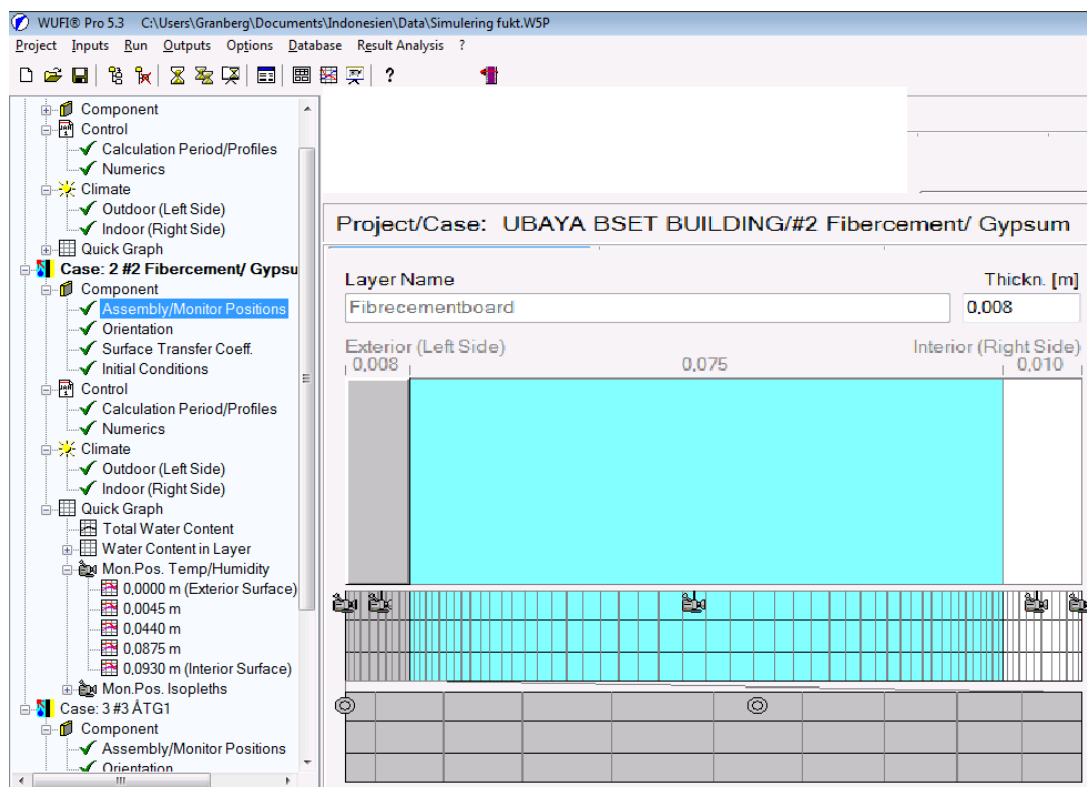 WUFI® Pro 5.3 C:\Users\Granberg\Documents\Indonesien\Data\Simulering fukt.W5P
Project Inputs Run Outputs Options Database Result Analysis ?
Component
Control
Calculation Period/Profiles
Numerics
Climate
Outdoor (Left Side)
Indoor (Right Side)
Quick Graph
Case: 2 #2 Fibercement/ Gypsu
Component
Assembly/Monitor Positions
Orientation
Surface Transfer Coeff.
Initial Conditions
Control
Calculation Period/Profiles
Numerics
Climate
Outdoor (Left Side)
Indoor (Right Side)
Quick Graph
Total Water Content
Water Content in Layer
Mon.Pos. Temp/Humidity
0,0000 m (Exterior Surface)
0,0045 m
0,0440 m
0,0875 m
0,0930 m (Interior Surface)
Mon.Pos. Isopleths
Case: 3 #3 ÅTG1
Component
Assembly/Monitor Positions
Orientation
Project/Case: UBAYA BSET BUILDING/#2 Fibercement/ Gypsum
Layer Name Thickn. [m]
Fibrecementboard 0,008
Exterior (Left Side) Interior (Right Side)
0,008 0,075 0,010